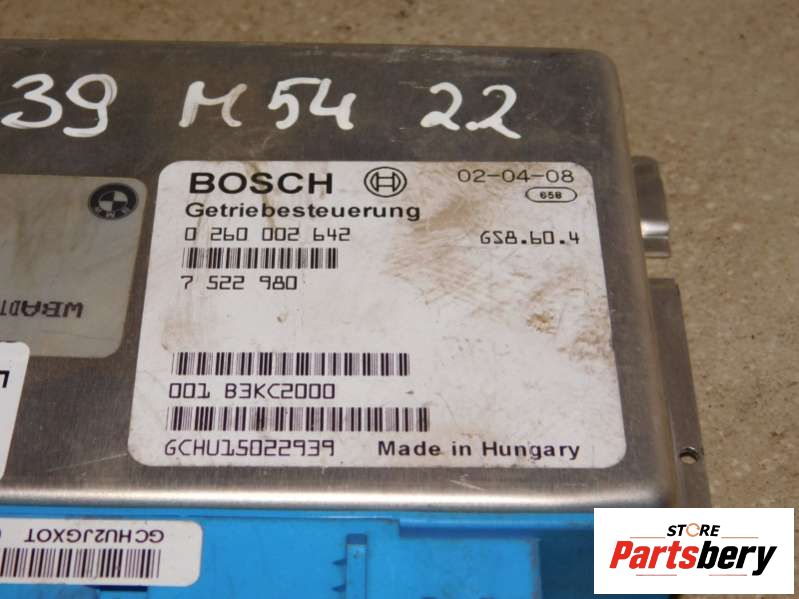 39 M54 22
BOSCH 02-04-08
658
Getriebesteuerung
0 260 002 642 GS8.60.4
7 522 980
WBADT
001 B3KC2000
GCHU15022939 Made in Hungary
GCHU2JGXOT
STORE
Partsbery